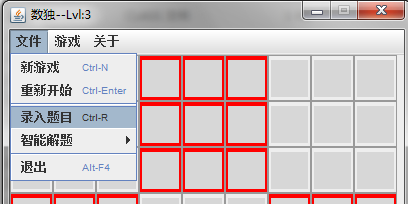 数独--Lvl:3
文件 游戏 关于
新游戏 Ctrl-N
重新开始 Ctrl-Enter
录入题目 Ctrl-R
智能解题
退出 Alt-F4